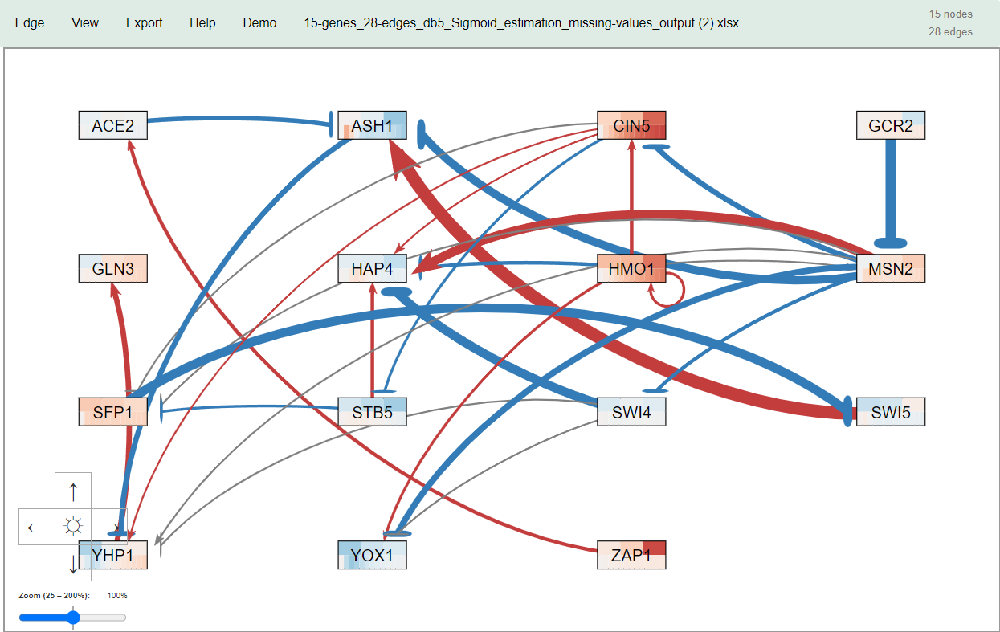 Edge View Export Help Demo 15-genes_28-edges_db5_Sigmoid_estimation_missing-values_output (2).xlsx
15 nodes
28 edges
ACE2 ASH1 CIN5 GCR2
GLN3 HAP4 HMO1 MSN2
SFP1 STB5 SWI4 SWI5
YHP1 YOX1 ZAP1
Zoom (25 – 200%): 100%